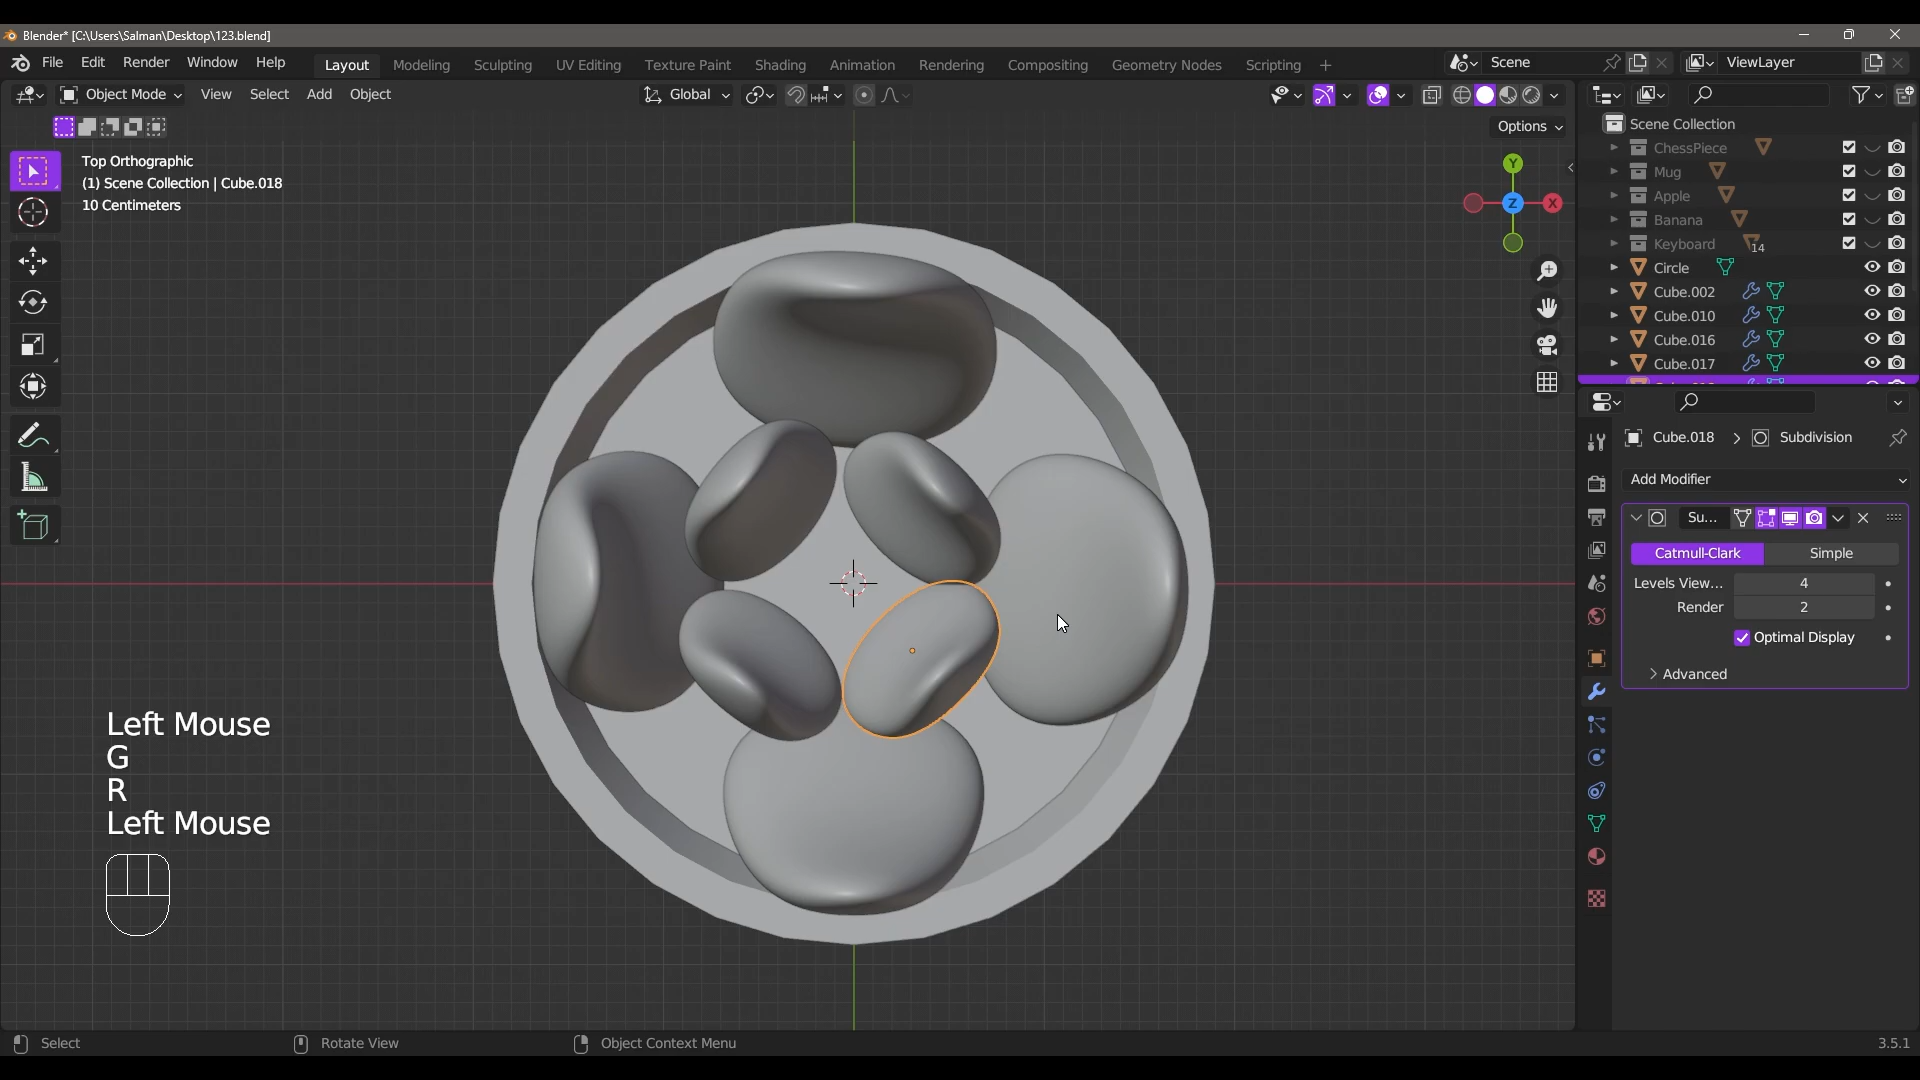 Blender* [C:\Users\Salman\Desktop\123.blend]
File Edit Render Window Help Layout Modeling Sculpting UV Editing Texture Paint Shading Animation Rendering Compositing Geometry Nodes Scripting + Scene ViewLayer
Object Mode View Select Add Object Global
Options
Top Orthographic
(1) Scene Collection | Cube.018
10 Centimeters
Y
X
Z
Scene Collection
ChessPiece
Mug
Apple
Banana
Keyboard 14
Circle
Cube.002
Cube.010
Cube.016
Cube.017
Cube.018 > Subdivision
Add Modifier
Su...
Catmull-Clark Simple
Levels View... 4
Render 2
Optimal Display
> Advanced
Left Mouse
G
R
Left Mouse
Select Rotate View Object Context Menu 3.5.1